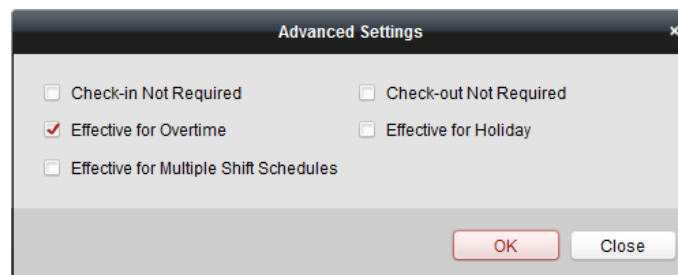 Advanced Settings
Check-in Not Required
Check-out Not Required
Effective for Overtime
Effective for Holiday
Effective for Multiple Shift Schedules
OK
Close